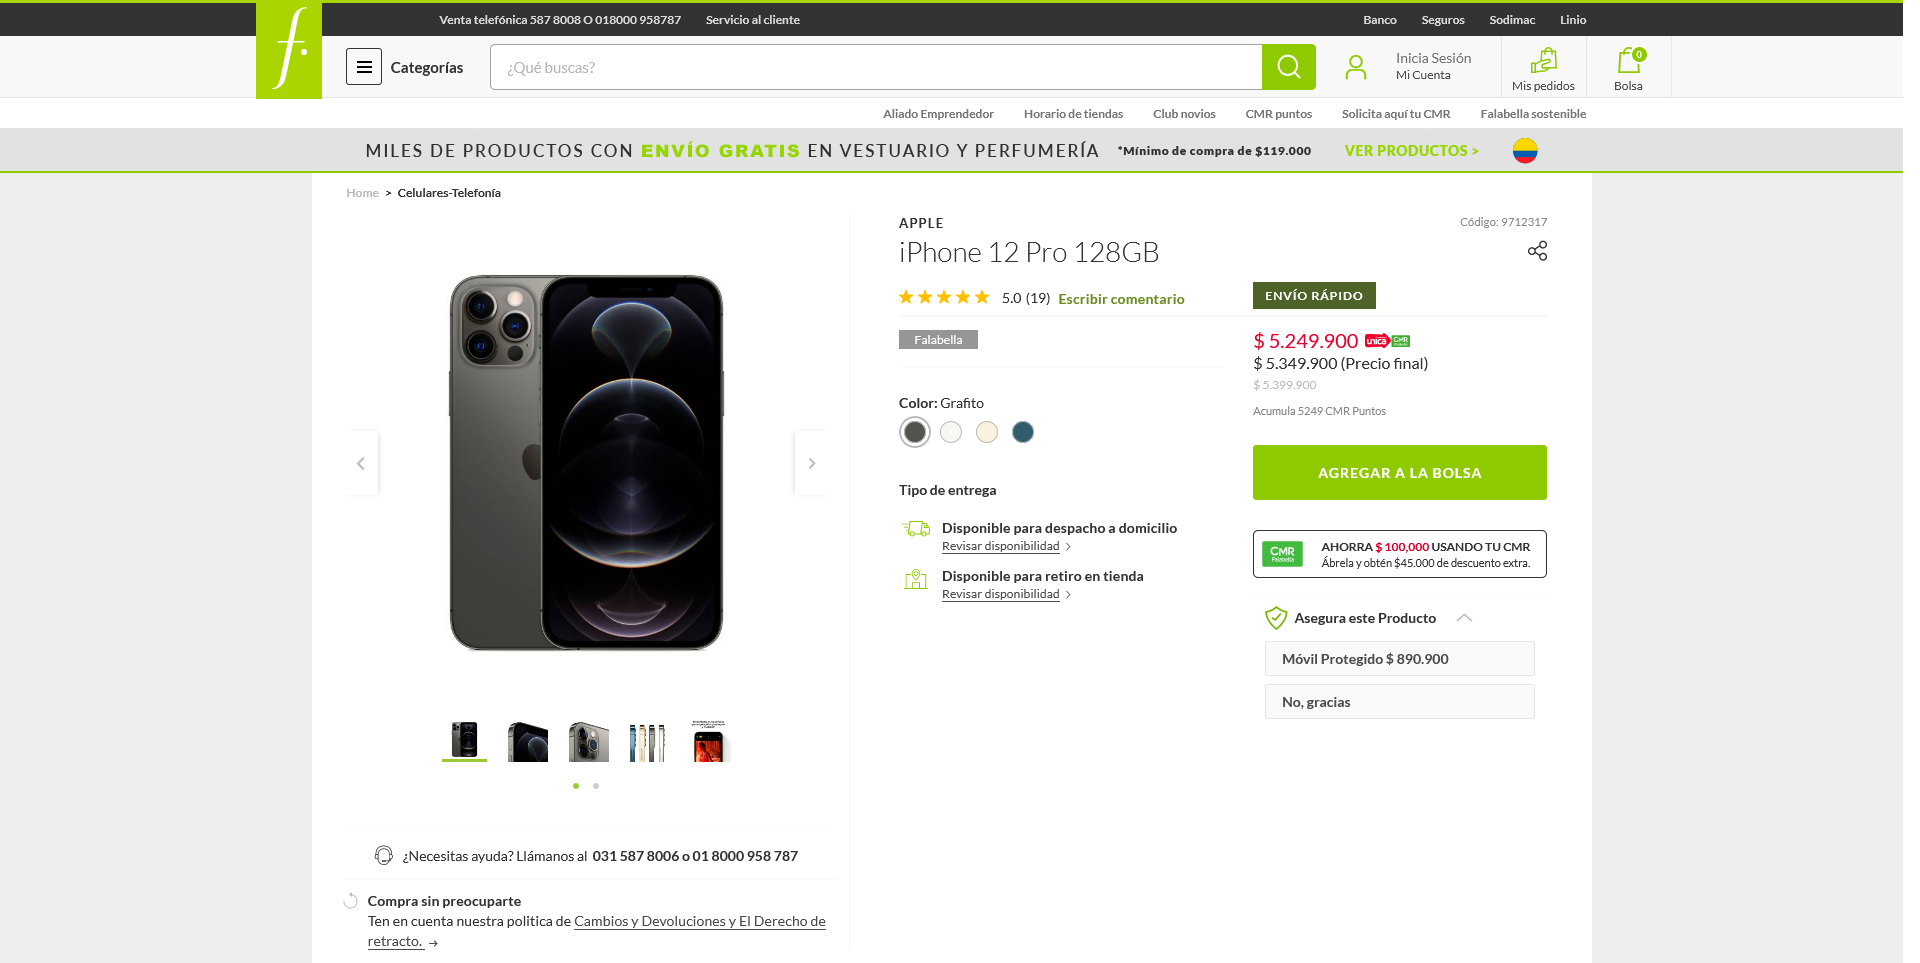 Venta telefónica 587 8008 O 018000 958787
Servicio al cliente
Banco
Seguros
Sodimac
Linio
f.
Categorías
¿Qué buscas?
Inicia Sesión
Mi Cuenta
Mis pedidos
0
Bolsa
Aliado Emprendedor
Horario de tiendas
Club novios
CMR puntos
Solicita aquí tu CMR
Falabella sostenible
MILES DE PRODUCTOS CON ENVÍO GRATIS EN VESTUARIO Y PERFUMERÍA *Mínimo de compra de $119.000 VER PRODUCTOS >
Home > Celulares-Telefonía
APPLE
Código: 9712317
iPhone 12 Pro 128GB
5.0 (19) Escribir comentario
Falabella
Color: Grafito
Tipo de entrega
Disponible para despacho a domicilio
Revisar disponibilidad >
Disponible para retiro en tienda
Revisar disponibilidad >
ENVÍO RÁPIDO
$ 5.249.900 unica CMR
$ 5.349.900 (Precio final)
$ 5.399.900
Acumula 5249 CMR Puntos
AGREGAR A LA BOLSA
CMR
Falabella
AHORRA $ 100,000 USANDO TU CMR
Ábrela y obtén $45.000 de descuento extra.
Asegura este Producto
Móvil Protegido $ 890.900
No, gracias
¿Necesitas ayuda? Llámanos al 031 587 8006 o 01 8000 958 787
Compra sin preocuparte
Ten en cuenta nuestra politica de Cambios y Devoluciones y El Derecho de
retracto. →